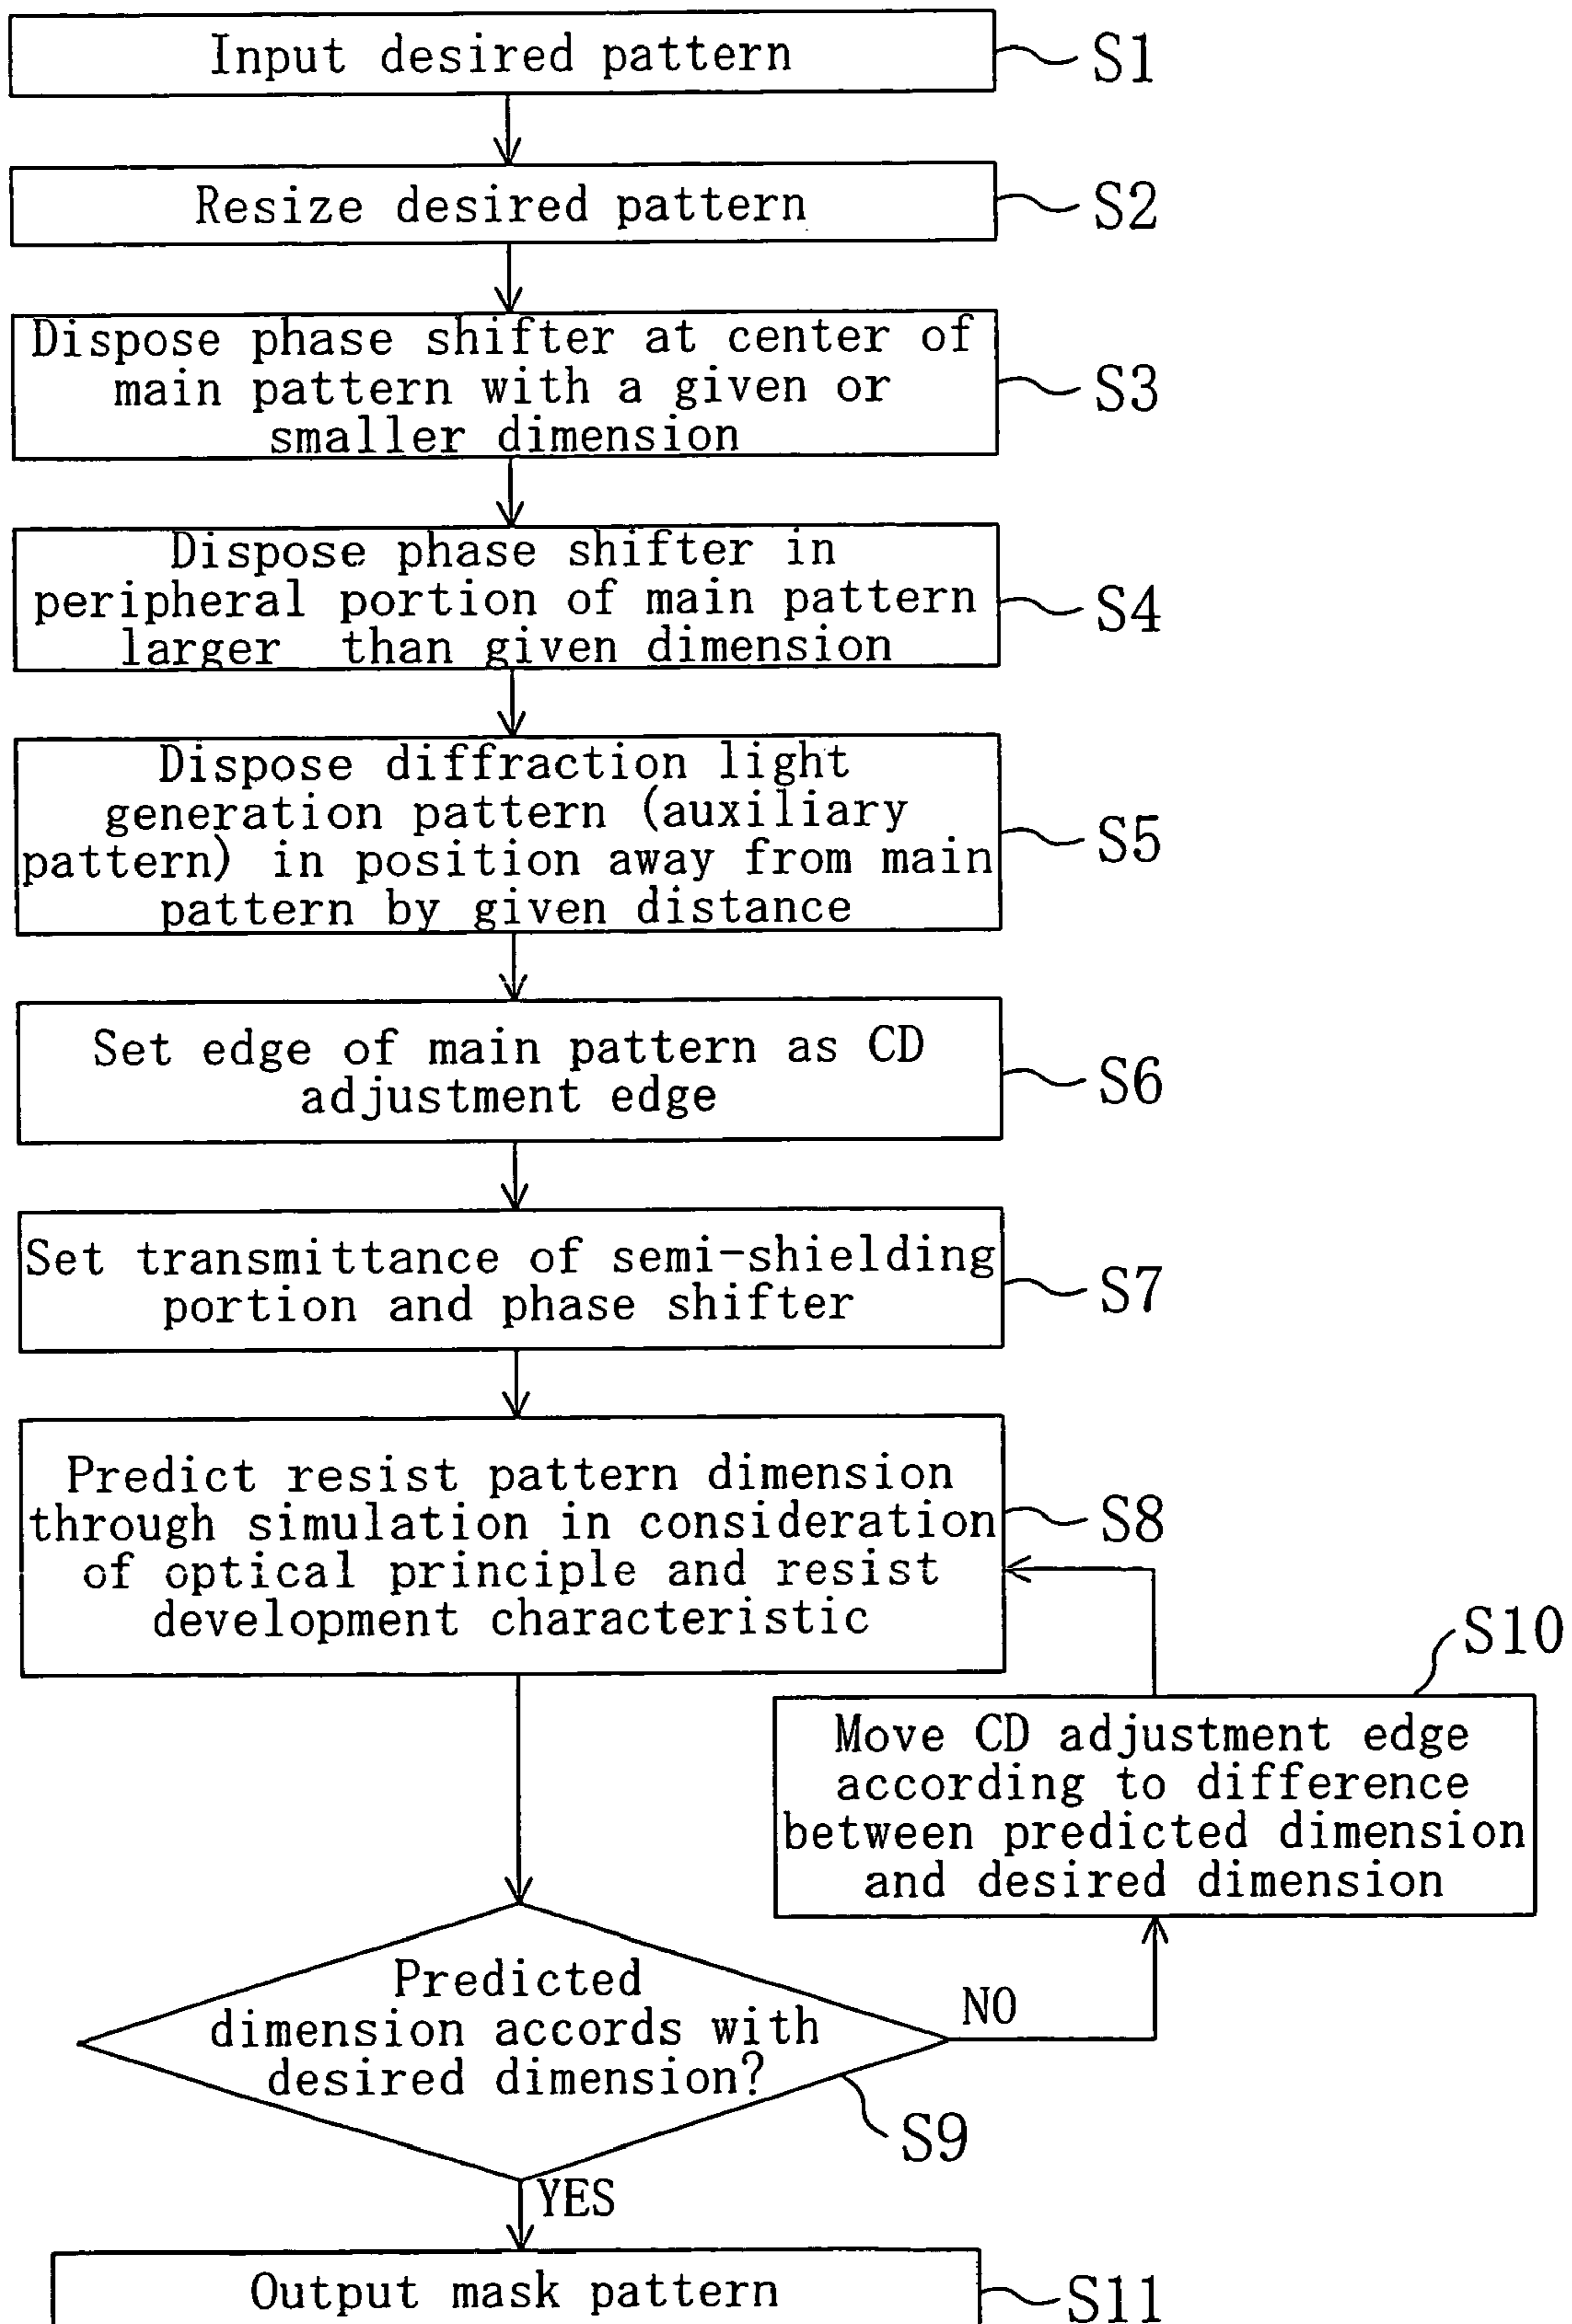 Input desired pattern
S1
Resize desired pattern
S2
Dispose phase shifter at center of
main pattern with a given or
smaller dimension
S3
Dispose phase shifter in
peripheral portion of main pattern
larger than given dimension
S4
Dispose diffraction light
generation pattern (auxiliary
pattern) in position away from main
pattern by given distance
S5
Set edge of main pattern as CD
adjustment edge
S6
Set transmittance of semi-shielding
portion and phase shifter
S7
Predict resist pattern dimension
through simulation in consideration
of optical principle and resist
development characteristic
S8
S10
Move CD adjustment edge
according to difference
between predicted dimension
and desired dimension
Predicted
dimension accords with
desired dimension?
NO
S9
YES
Output mask pattern
S11